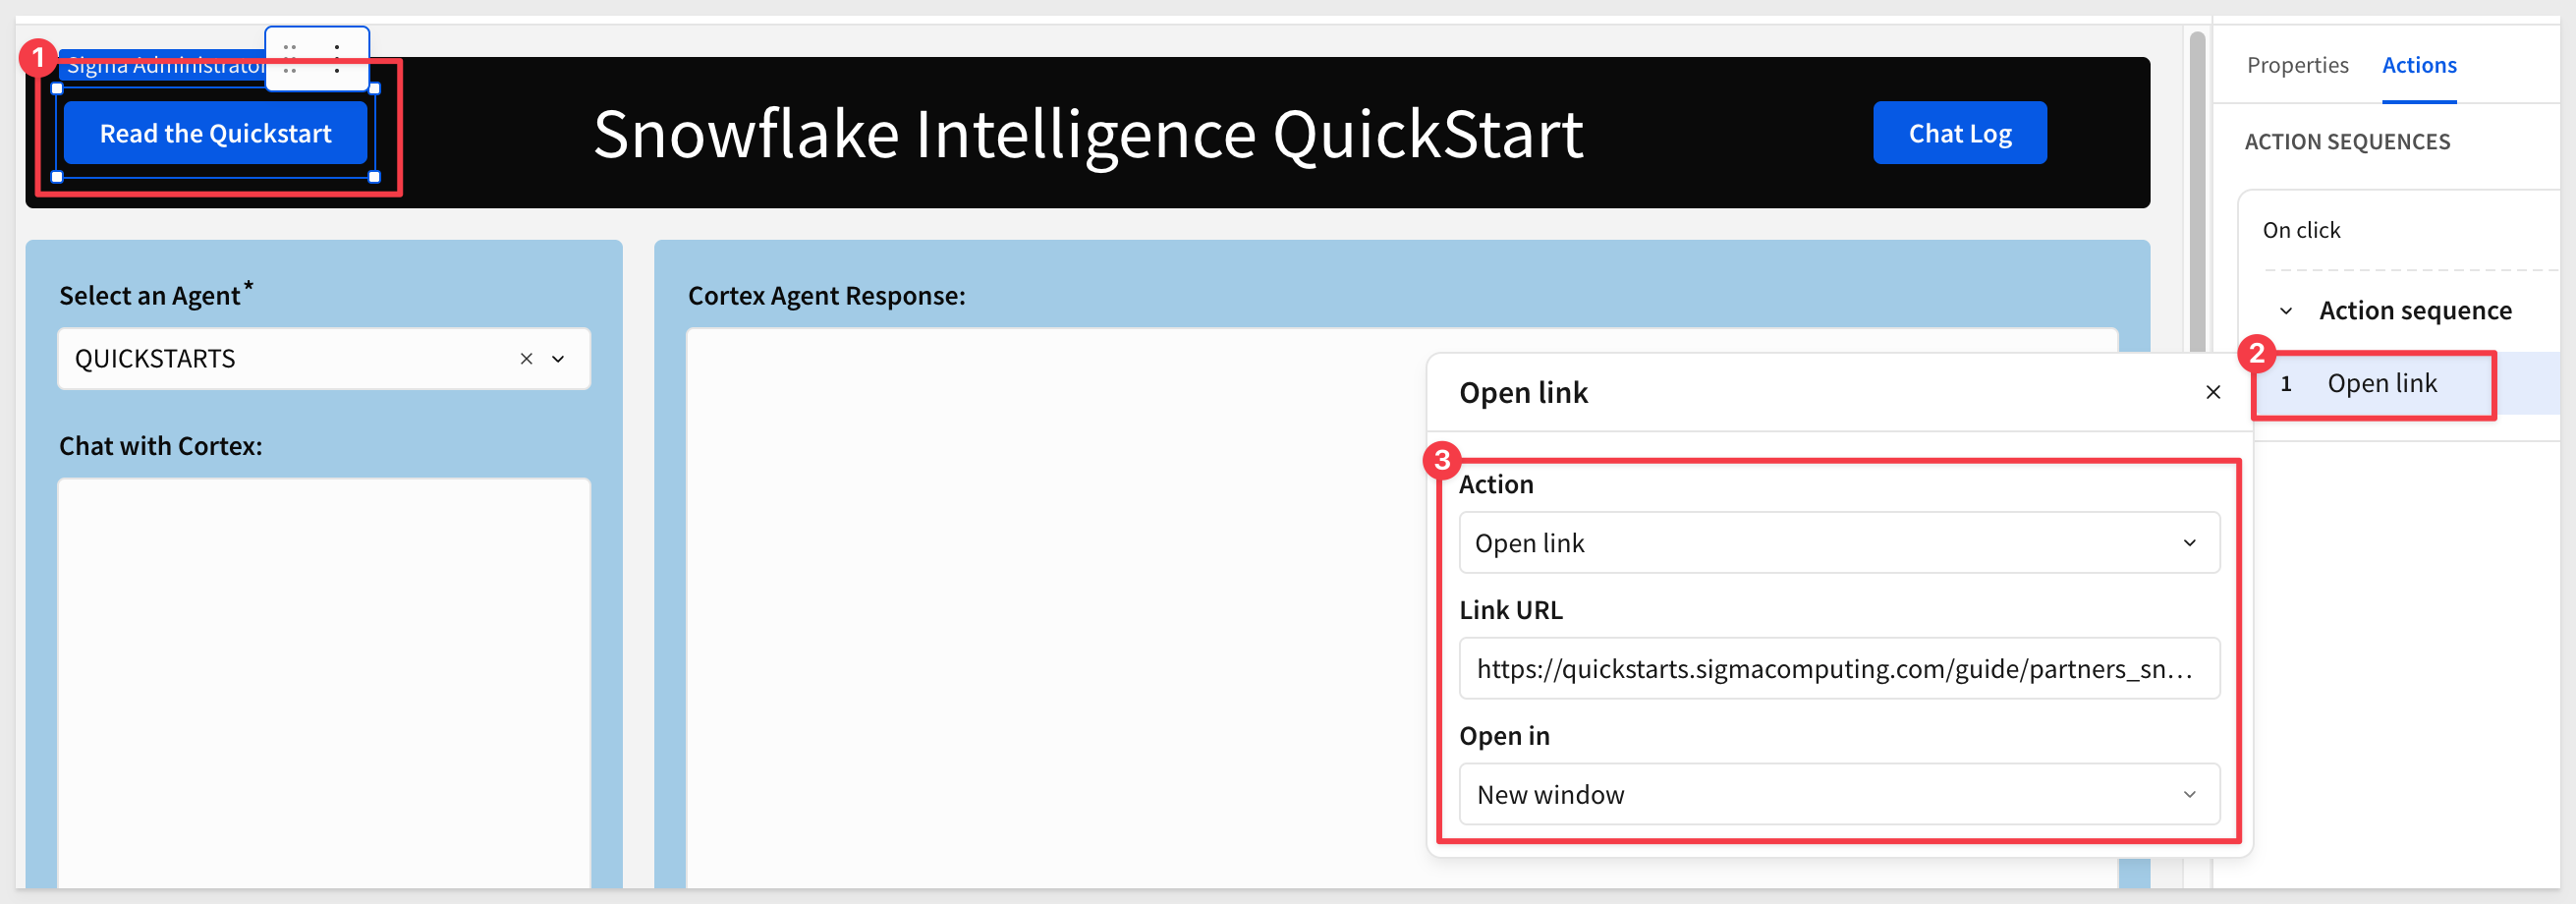 1
Sigma Administrator
Read the Quickstart
Snowflake Intelligence QuickStart
Chat Log
Select an Agent*
QUICKSTARTS
Chat with Cortex:
Cortex Agent Response:
Open link
3
Action
Open link
Link URL
https://quickstarts.sigmacomputing.com/guide/partners_sn...
Open in
New window
Properties
Actions
ACTION SEQUENCES
On click
Action sequence
2
1 Open link